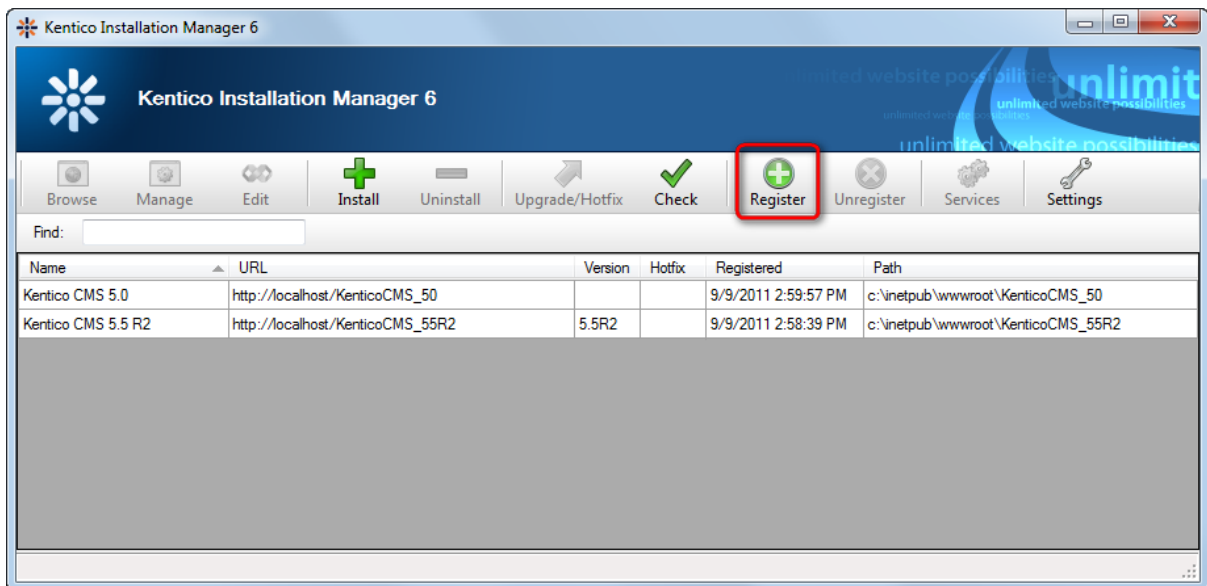 Kentico Installation Manager 6
Kentico Installation Manager 6
unlimited website possibilities
unlimit
unlimited website possibilities
unlimited website possibilities
unlimited website possibilities
Browse Manage Edit Install Uninstall Upgrade/Hotfix Check Register Unregister Services Settings
Find:
Name URL Version Hotfix Registered Path
Kentico CMS 5.0 http://localhost/KenticoCMS_50 9/9/2011 2:59:57 PM c:\inetpub\wwwroot\KenticoCMS_50
Kentico CMS 5.5 R2 http://localhost/KenticoCMS_55R2 5.5R2 9/9/2011 2:58:39 PM c:\inetpub\wwwroot\KenticoCMS_55R2